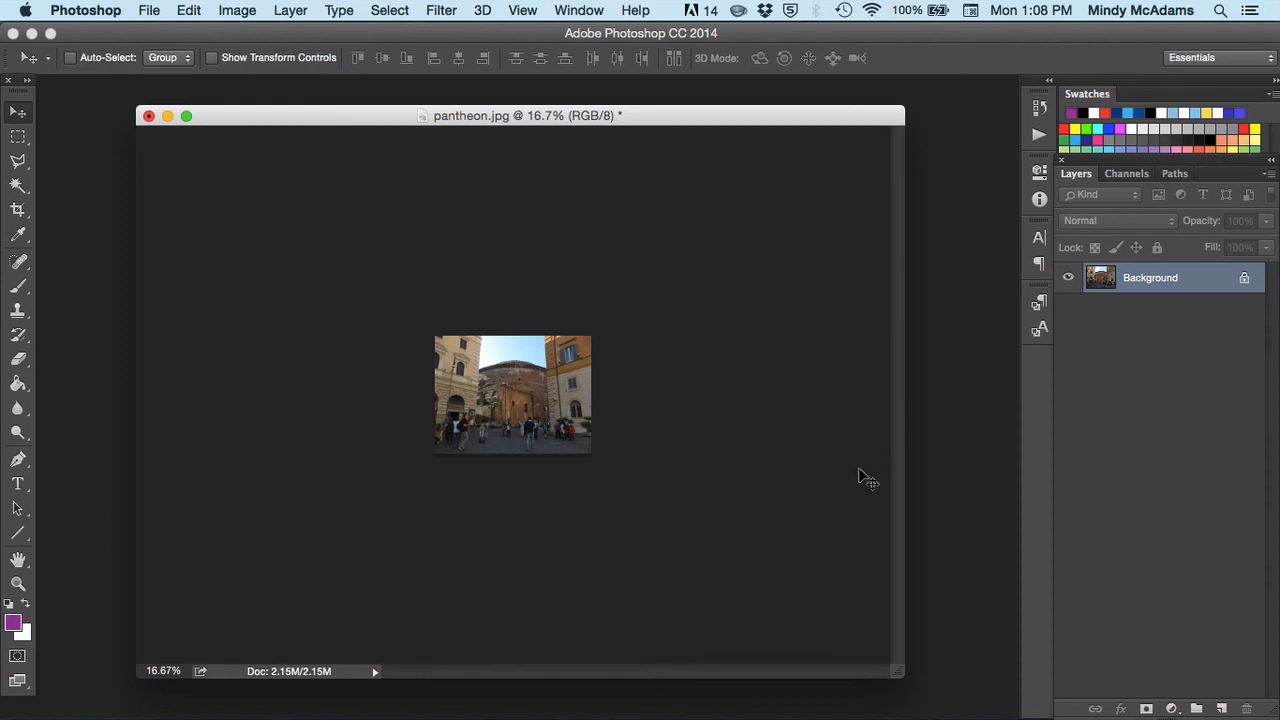 Photoshop File Edit Image Layer Type Select Filter 3D View Window Help 14 100% Mon 1:08 PM Mindy McAdams
Adobe Photoshop CC 2014
Auto-Select: Group Show Transform Controls 3D Mode: Essentials
pantheon.jpg @ 16.7% (RGB/8) *
Swatches
Layers Channels Paths
Kind
Normal Opacity: 100%
Lock: Fill: 100%
Background
16.67% Doc: 2.15M/2.15M